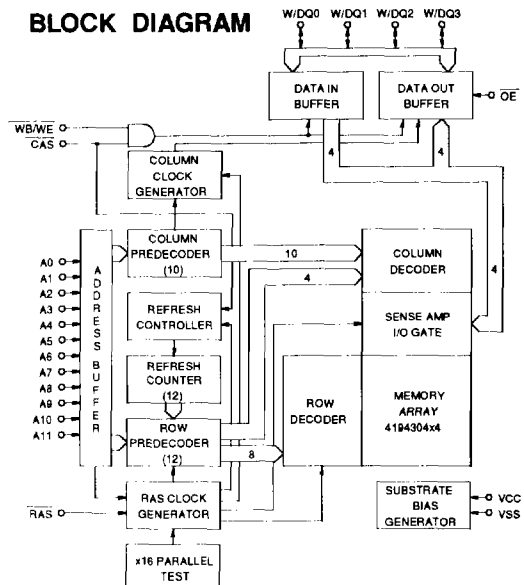 BLOCK DIAGRAM
W/DQ0 W/DQ1 W/DQ2 W/DQ3
DATA IN
BUFFER
DATA OUT
BUFFER
OE
WB/WE
CAS
4
4
COLUMN
CLOCK
GENERATOR
COLUMN
PREDECODER
(10)
10
4
COLUMN
DECODER
4
A0
A1
A2
A3
A4
A5
A6
A7
A8
A9
A10
A11
ADDRESS BUFFER
REFRESH
CONTROLLER
SENSE AMP
I/O GATE
REFRESH
COUNTER
(12)
ROW
PREDECODER
(12)
8
ROW
DECODER
MEMORY
ARRAY
4194304x4
RAS
RAS CLOCK
GENERATOR
SUBSTRATE
BIAS
GENERATOR
VCC
VSS
x16 PARALLEL
TEST